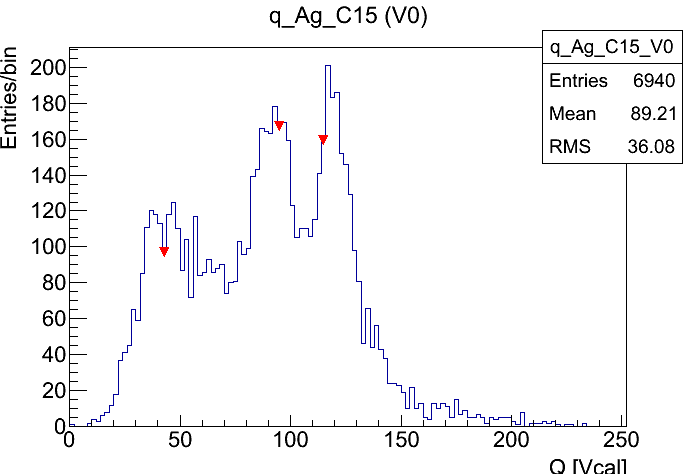 q_Ag_C15 (V0)
q_Ag_C15_V0
Entries 6940
Mean 89.21
RMS 36.08
Entries/bin
200
180
160
140
120
100
80
60
40
20
0
0 50 100 150 200 250
Q [Vcal]